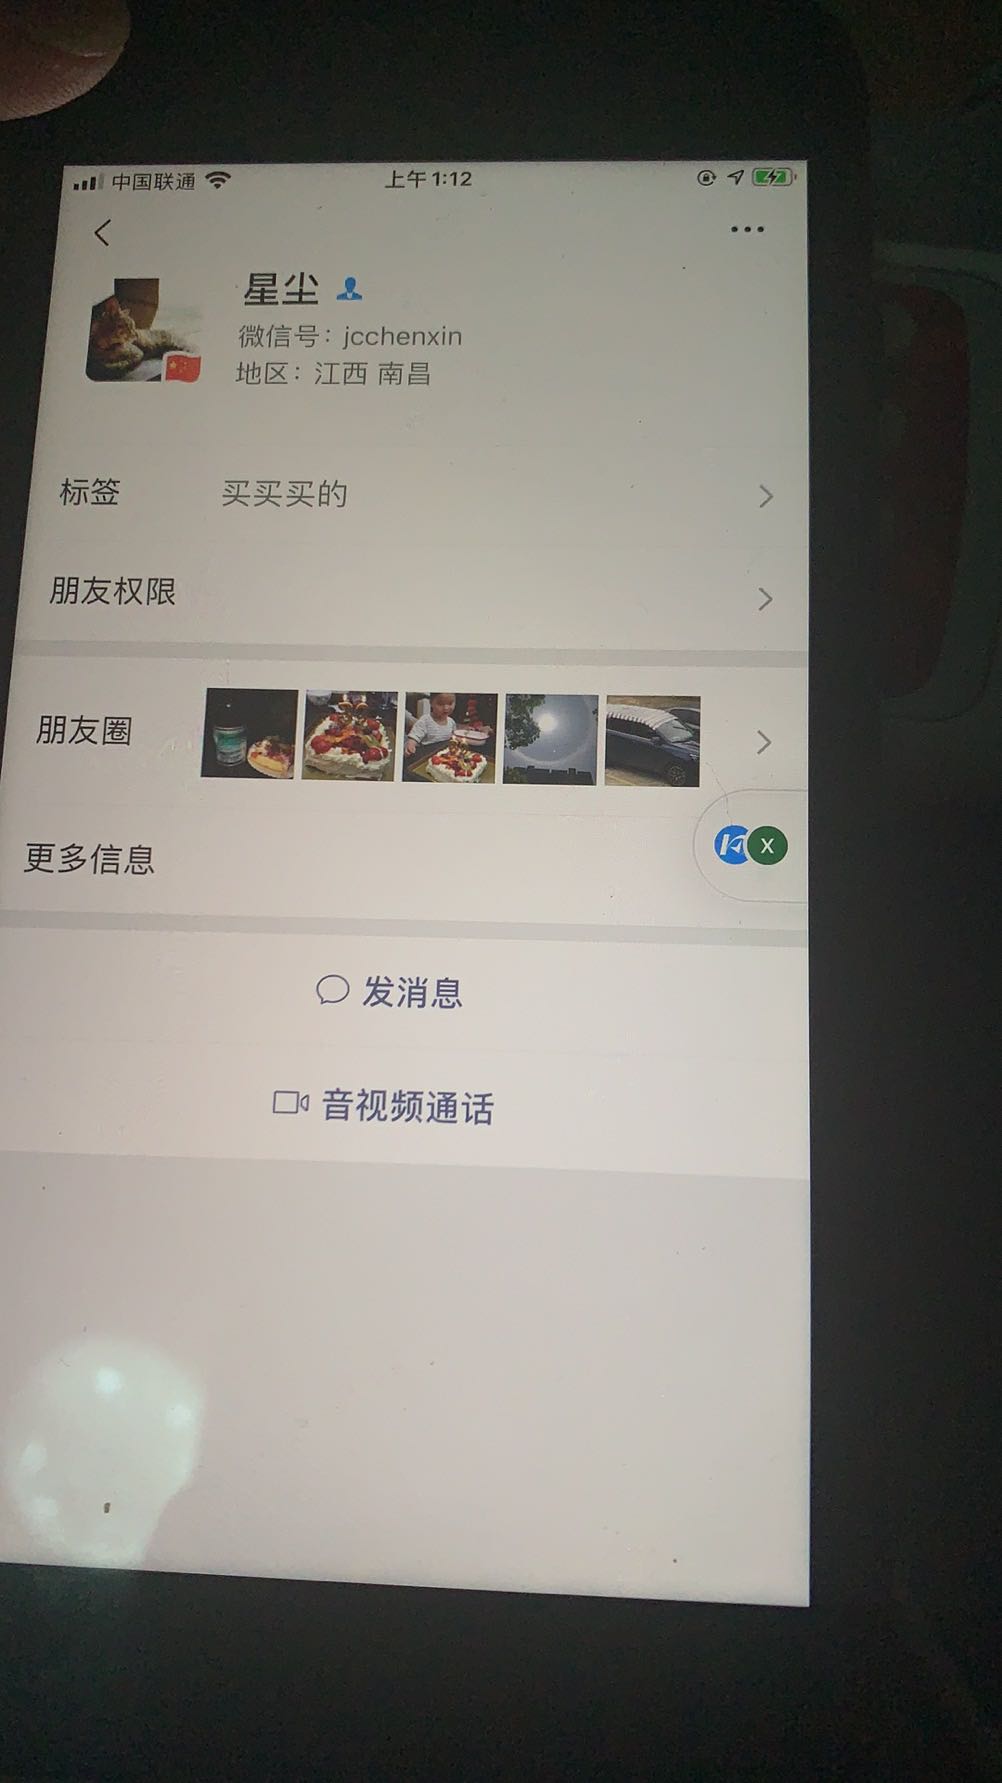 中国联通 上午1:12
星尘
微信号：jcchenxin
地区：江西 南昌
标签 买买买的
朋友权限
朋友圈
更多信息
X
发消息
音视频通话